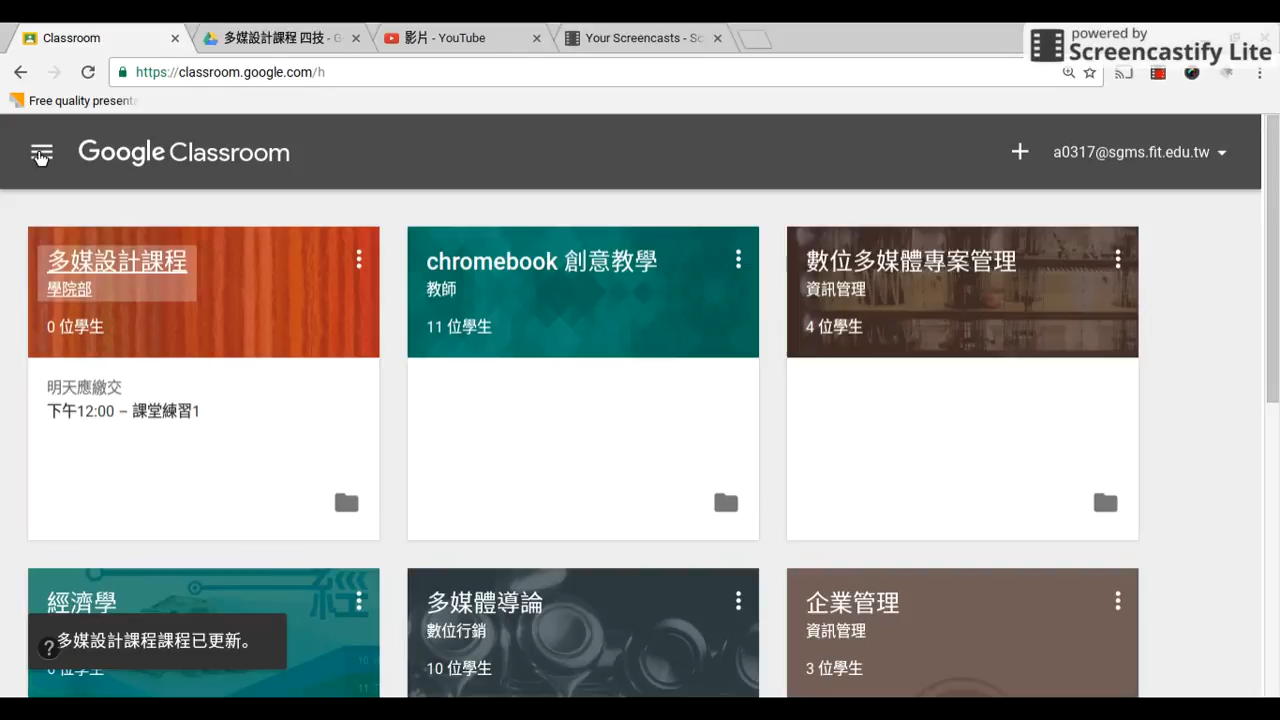 Classroom
多媒設計課程 四技 - G
影片 - YouTube
Your Screencasts - Sc
powered by
Screencastify Lite
https://classroom.google.com/h
Free quality present
Google Classroom
+ a0317@sgms.fit.edu.tw
多媒設計課程
學院部
0 位學生
明天應繳交
下午12:00 – 課堂練習1
chromebook 創意教學
教師
11 位學生
數位多媒體專案管理
資訊管理
4 位學生
經濟學
多媒設計課程課程已更新。
?
6 位學生
多媒體導論
數位行銷
10 位學生
企業管理
資訊管理
3 位學生